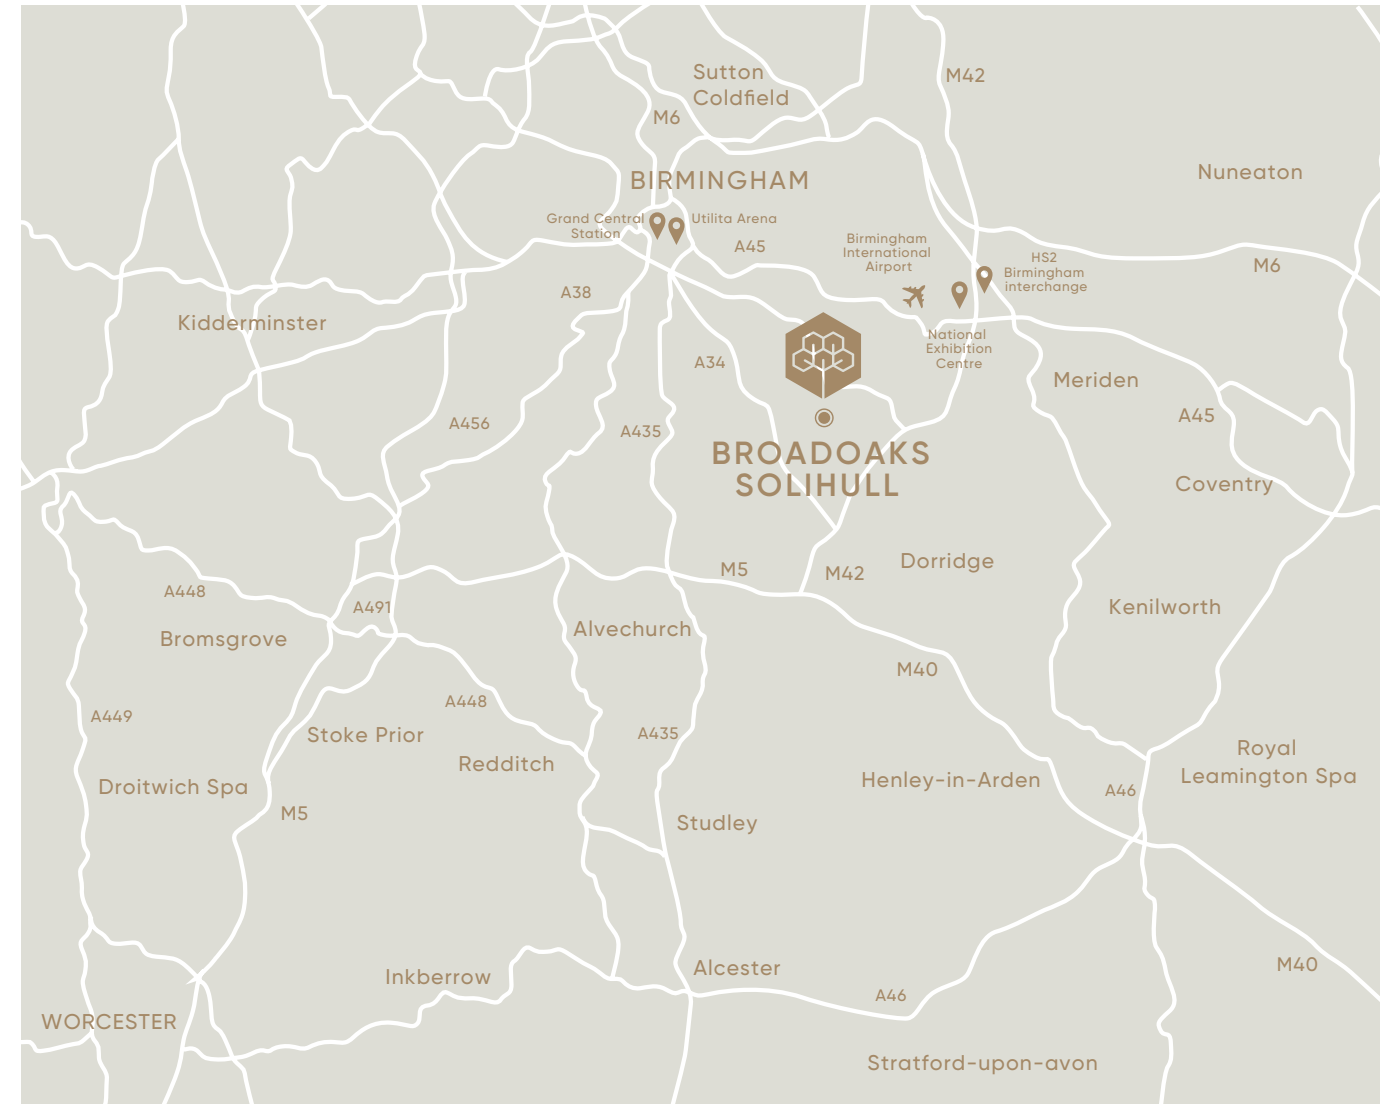 Sutton
Coldfield
M42
M6
Nuneaton
BIRMINGHAM
Grand Central
Station
Utilita Arena
A45
Birmingham
International
Airport
HS2
Birmingham
interchange
M6
A38
Kidderminster
National
Exhibition
Centre
A34
Meriden
A456
A435
A45
BROADOAKS
SOLIHULL
Coventry
M5
M42
Dorridge
A448
A491
Kenilworth
Bromsgrove
Alvechurch
M40
A448
A449
Stoke Prior
A435
Redditch
Royal
Leamington Spa
Droitwich Spa
Henley-in-Arden
A46
M5
Studley
Inkberrow
Alcester
M40
A46
WORCESTER
Stratford-upon-avon